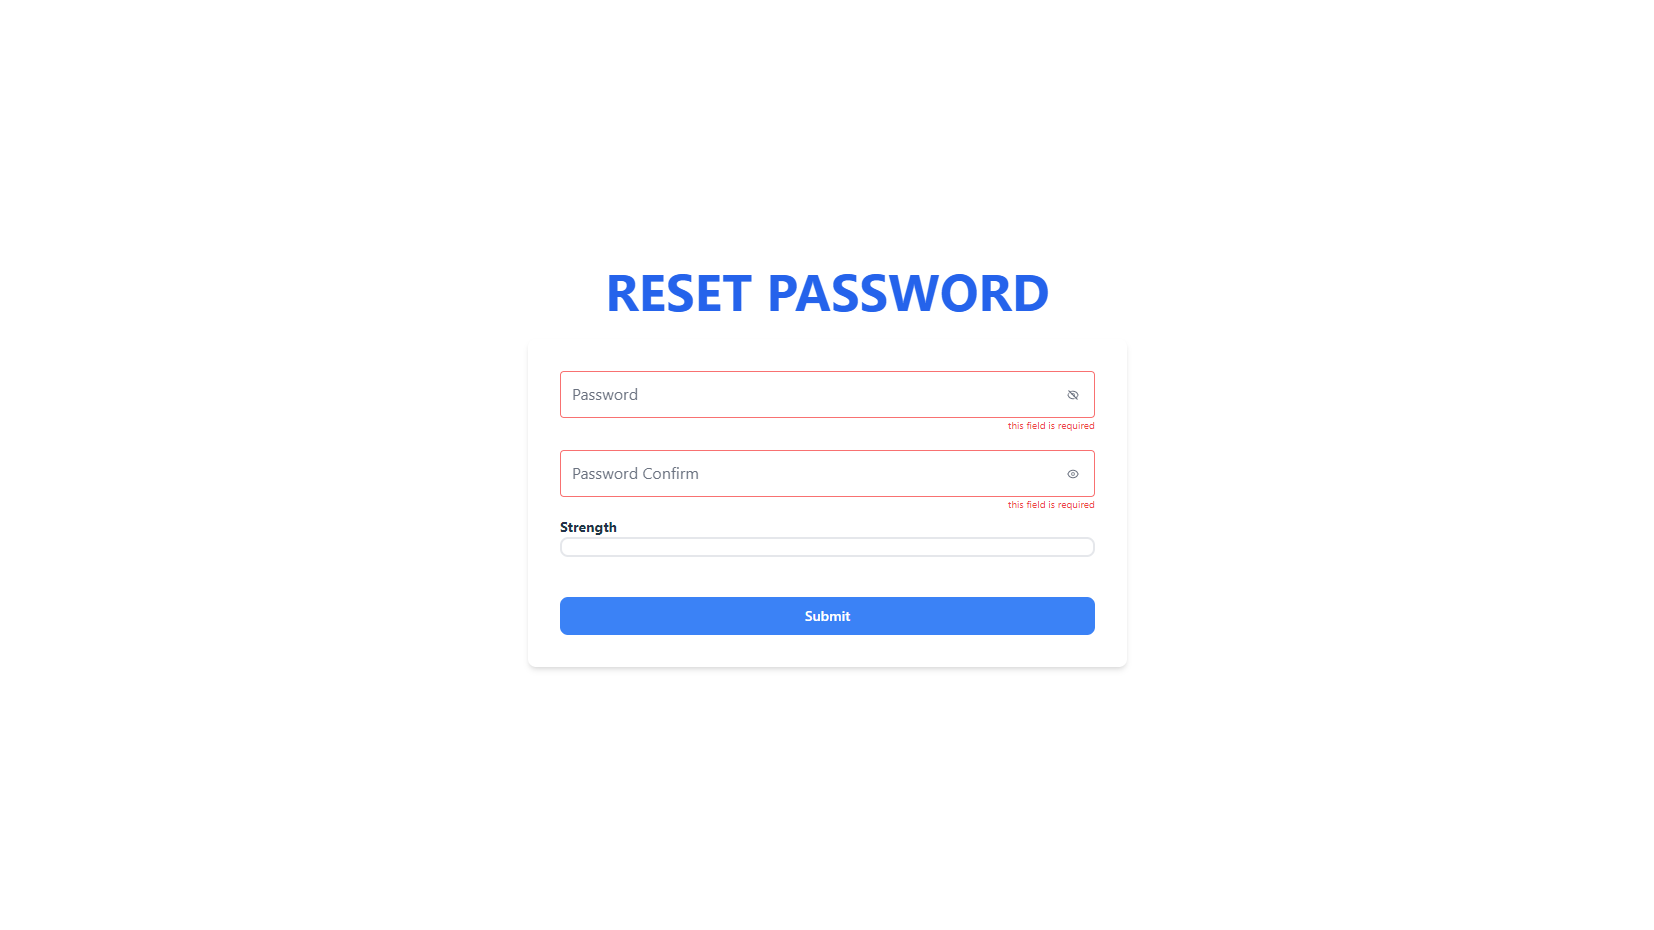 RESET PASSWORD
Password
this field is required
Password Confirm
this field is required
Strength
Submit